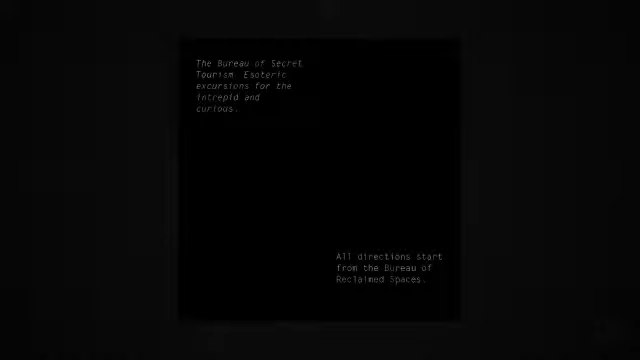 The Bureau of Secret
Tourism. Esoteric
excursions for the
intrepid and
curious.
All directions start
from the Bureau of
Reclaimed Spaces.